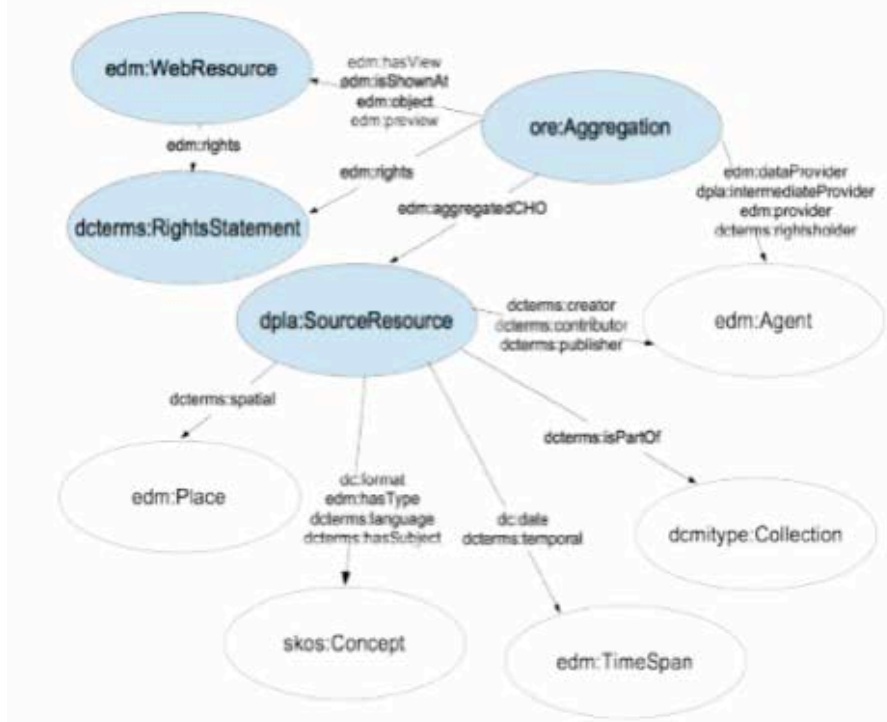 edm:WebResource
edm:hasView
edm:isShownAt
edm:object
edm:preview
ore:Aggregation
edm:rights
edm:rights
edm:dataProvider
dpla:intermediateProvider
edm:provider
dcterms:rightsholder
dcterms:RightsStatement
edm:aggregatedCHO
dpla:SourceResource
dcterms:creator
dcterms:contributor
dcterms:publisher
edm:Agent
dcterms:spatial
dcterms:isPartOf
edm:Place
dc:format
edm:hasType
dcterms:language
dcterms:hasSubject
dc:date
dcterms:temporal
dcmitype:Collection
skos:Concept
edm:TimeSpan